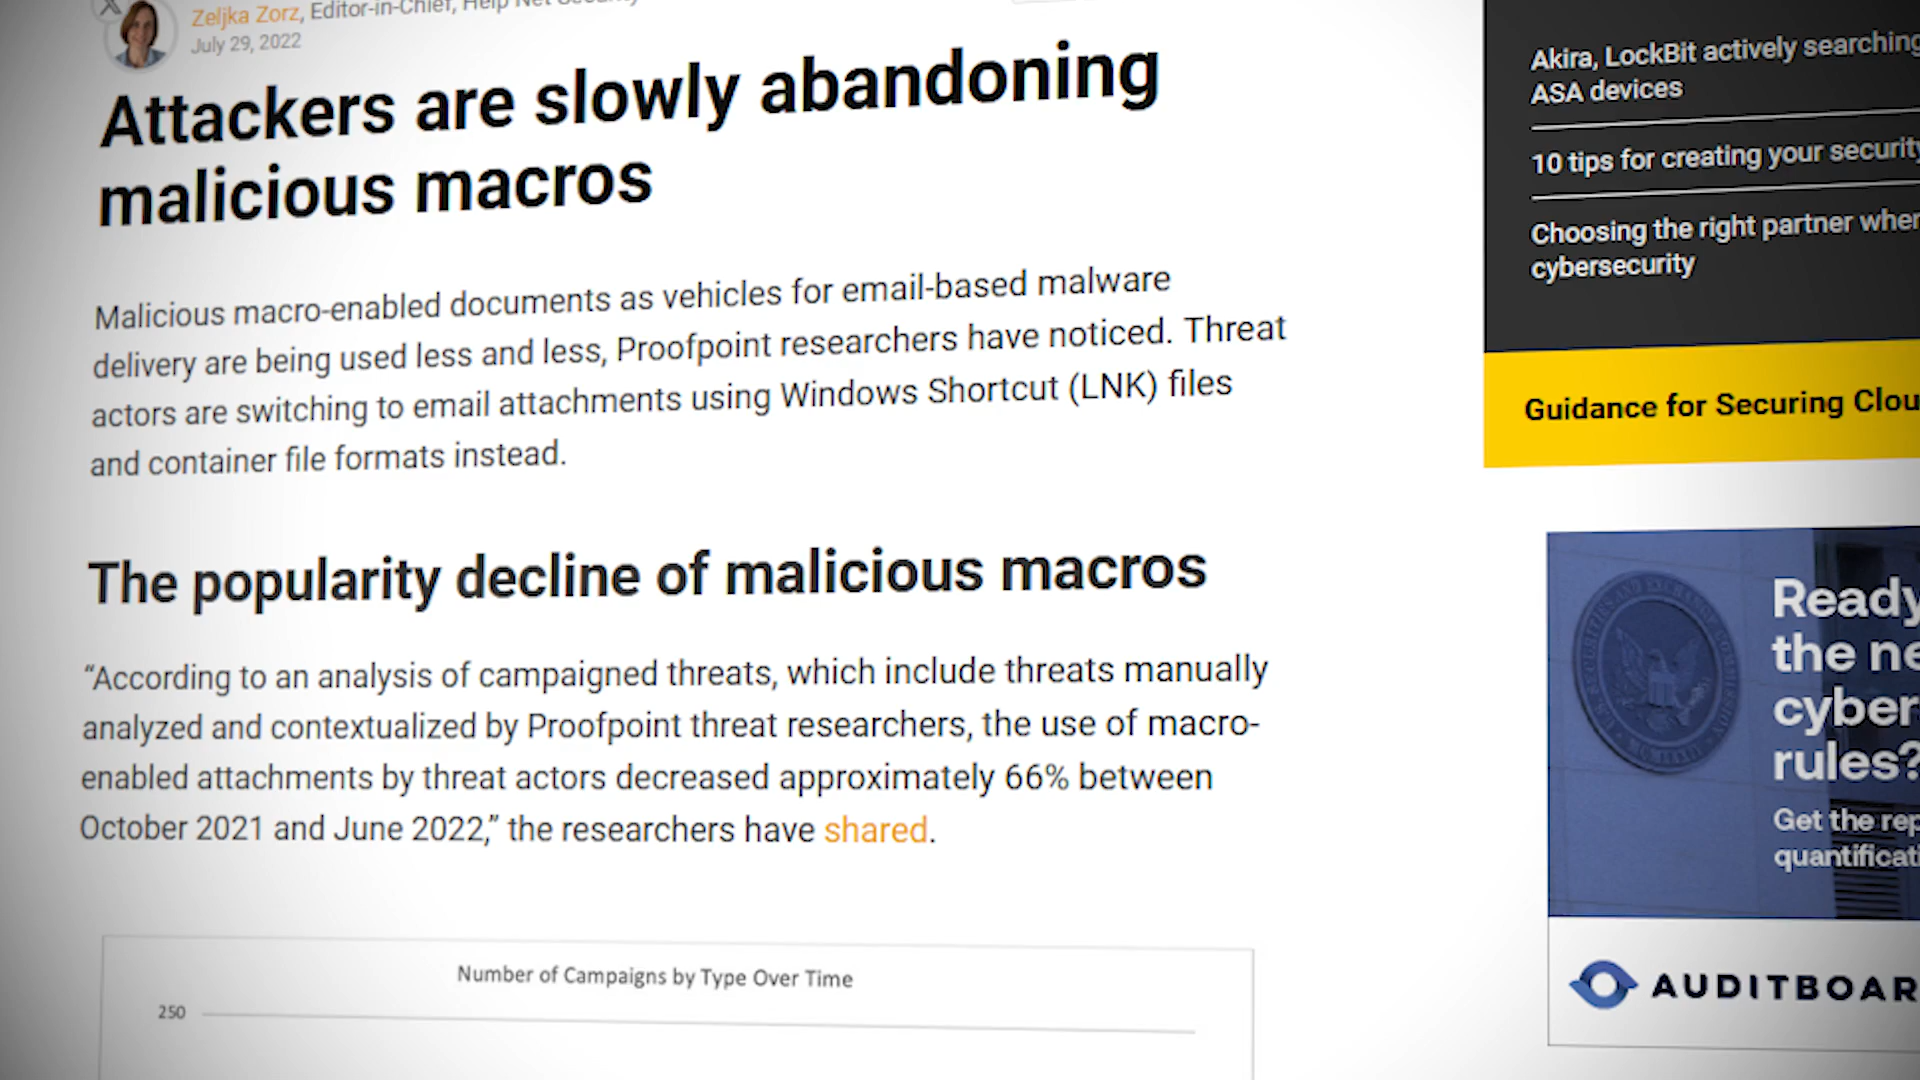 Zeljka Zorz, Editor-in-Chief, Help Net Security
July 29, 2022
Attackers are slowly abandoning
malicious macros
Malicious macro-enabled documents as vehicles for email-based malware
delivery are being used less and less, Proofpoint researchers have noticed. Threat
actors are switching to email attachments using Windows Shortcut (LNK) files
and container file formats instead.
The popularity decline of malicious macros
“According to an analysis of campaigned threats, which include threats manually
analyzed and contextualized by Proofpoint threat researchers, the use of macro-
enabled attachments by threat actors decreased approximately 66% between
October 2021 and June 2022,” the researchers have shared.
Number of Campaigns by Type Over Time
250
Akira, LockBit actively searching
ASA devices
10 tips for creating your security
Choosing the right partner when
cybersecurity
Guidance for Securing Clou
Ready
the ne
cyber
rules?
Get the rep
quantificati
AUDITBOAR